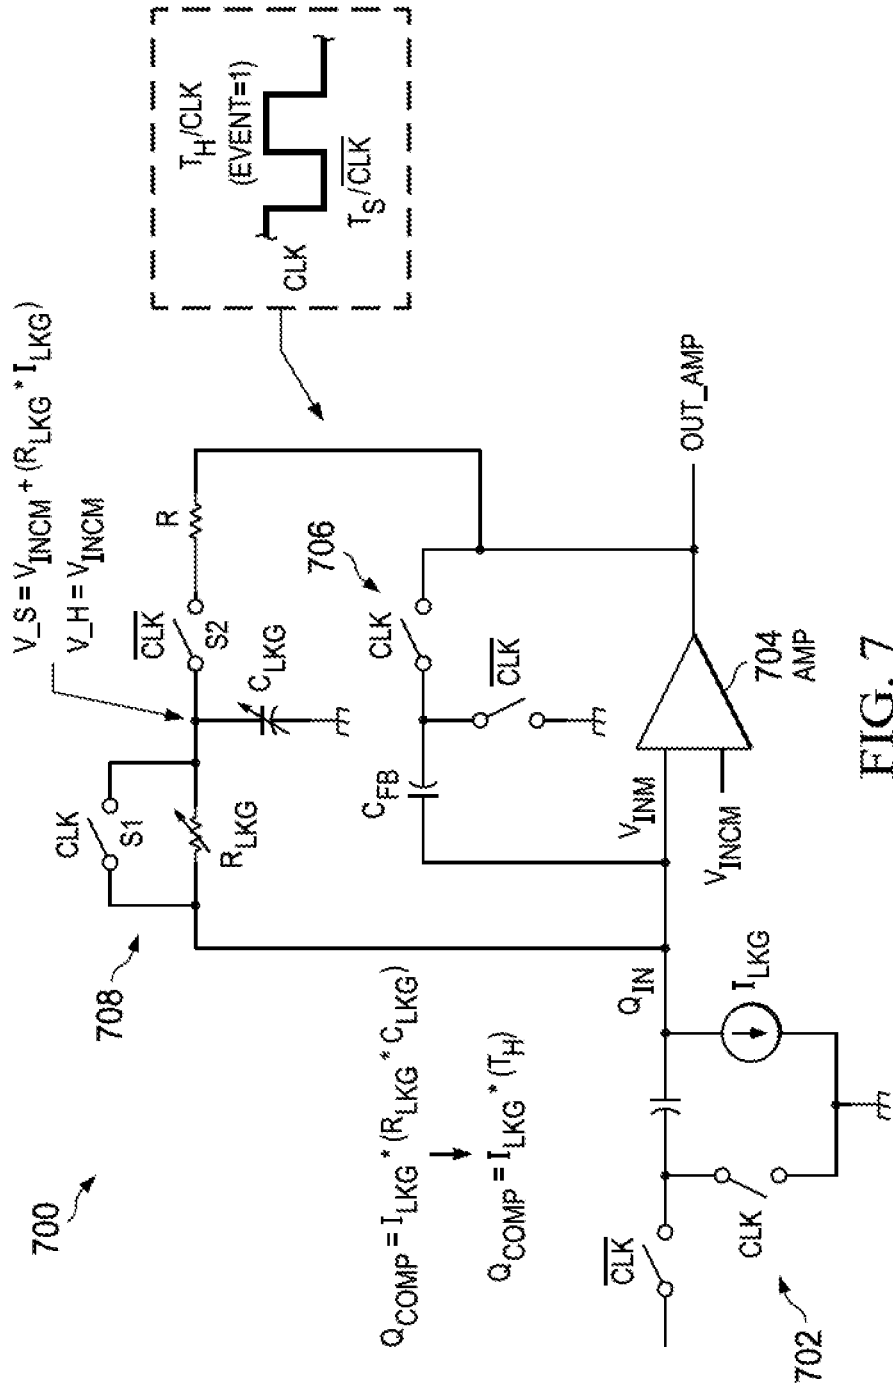 700
708
V_S = V_INCM + (R_LKG * I_LKG)
V_H = V_INCM
CLK
S1
R_LKG
C_LKG
CLK
S2
R
T_H/CLK
(EVENT=1)
CLK
T_S/CLK
Q_COMP = I_LKG * (R_LKG * C_LKG)
Q_COMP = I_LKG * (T_H)
C_FB
CLK
706
CLK
CLK
CLK
702
Q_IN
I_LKG
V_INM
V_INCM
704
AMP
OUT_AMP
FIG. 7